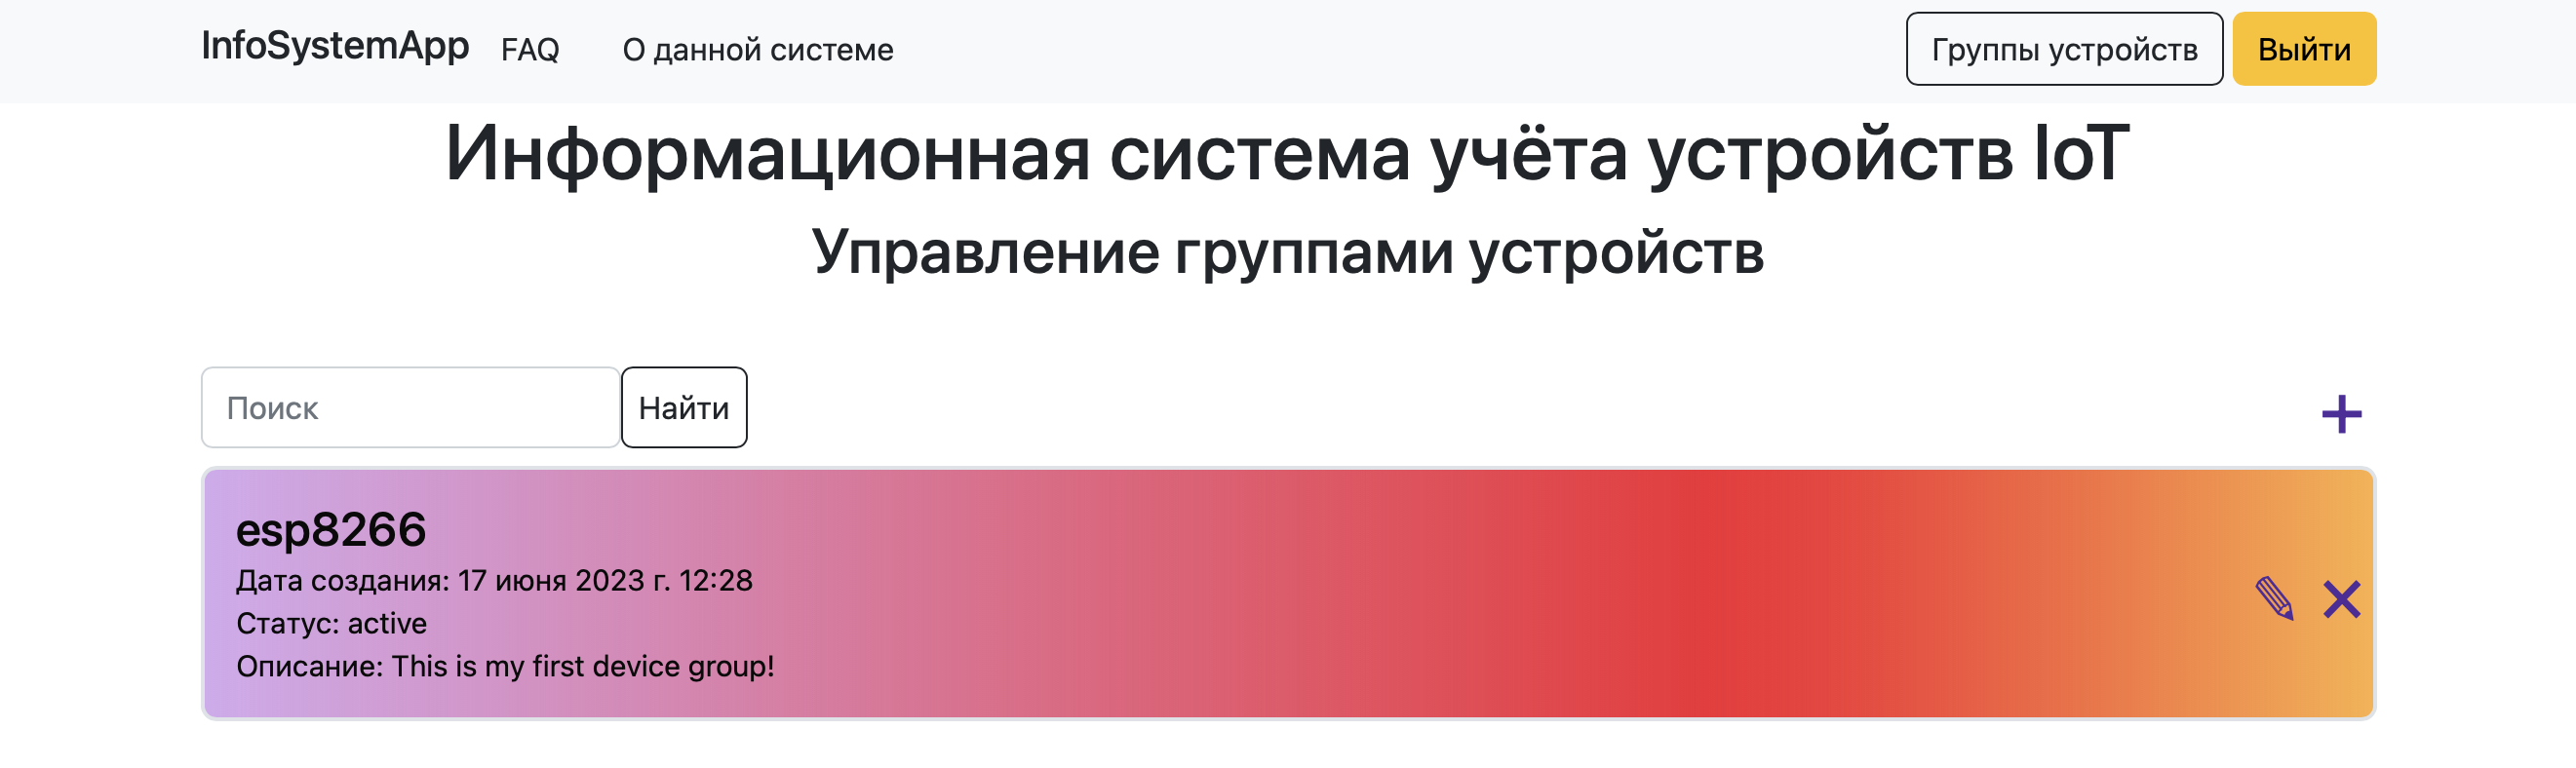 InfoSystemApp FAQ О данной системе Группы устройств Выйти
Информационная система учёта устройств IoT
Управление группами устройств
Поиск Найти
esp8266
Дата создания: 17 июня 2023 г. 12:28
Статус: active
Описание: This is my first device group!